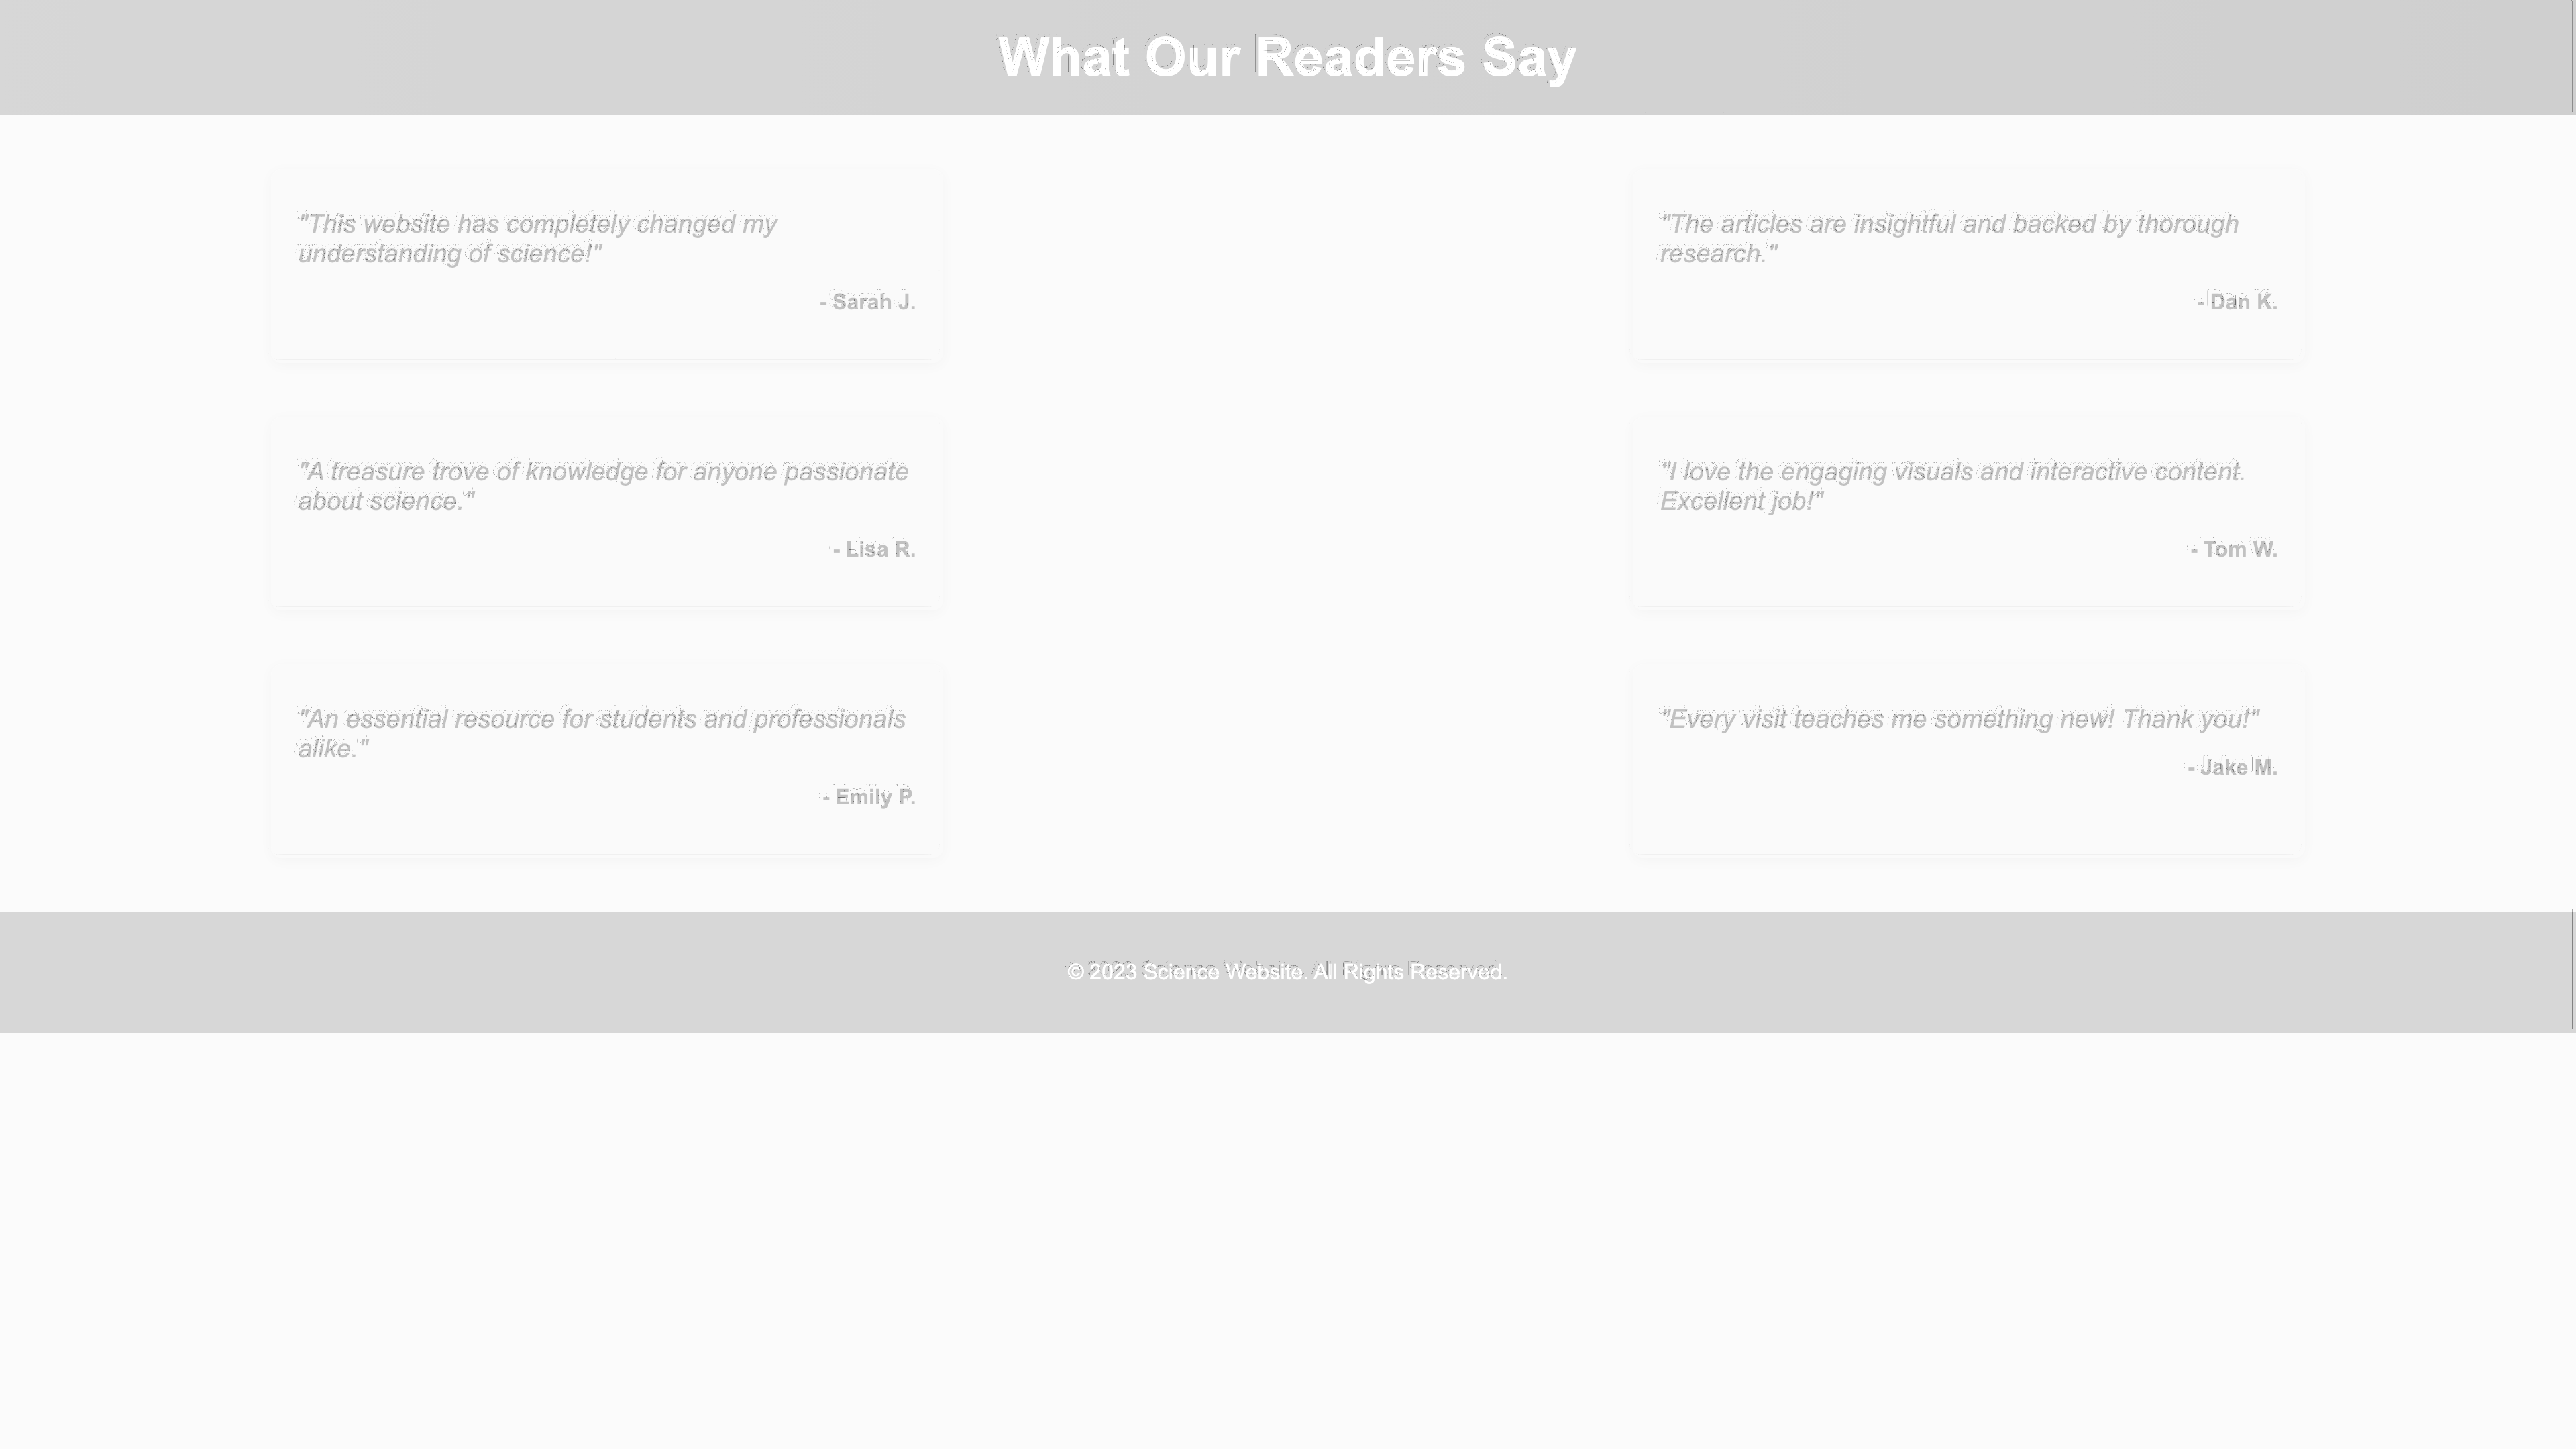 What Our Readers Say
"This website has completely changed my
understanding of science!"
- Sarah J.
"The articles are insightful and backed by thorough
research."
- Dan K.
"A treasure trove of knowledge for anyone passionate
about science."
- Lisa R.
"I love the engaging visuals and interactive content.
Excellent job!"
- Tom W.
"An essential resource for students and professionals
alike."
- Emily P.
"Every visit teaches me something new! Thank you!"
- Jake M.
© 2023 Science Website. All Rights Reserved.